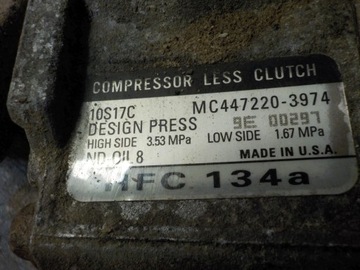 COMPRESSOR LESS CLUTCH
10S17C MC447220-3974
DESIGN PRESS 9E 00297
HIGH SIDE 3.53 MPa LOW SIDE 1.67 MPa
ND OIL 8 MADE IN U.S.A.
HFC 134a